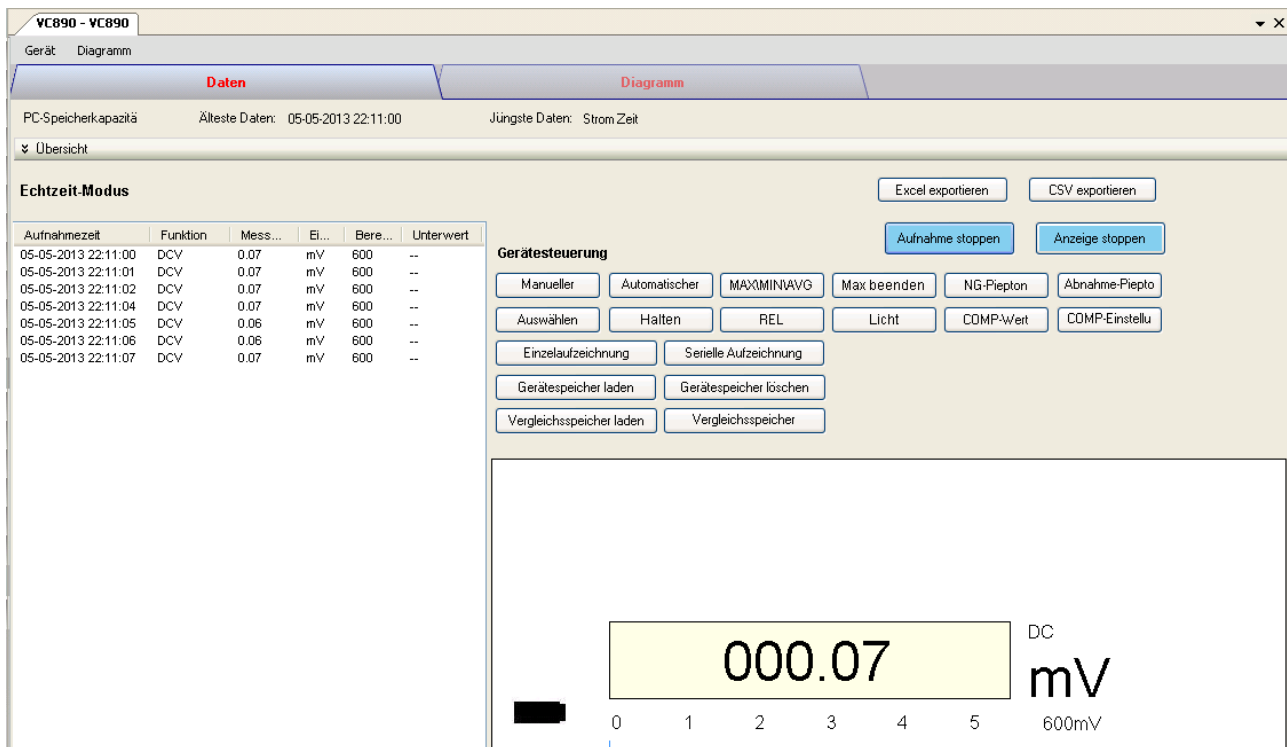 VC890 - VC890
Gerät Diagramm
Daten Diagramm
PC-Speicherkapazitä Älteste Daten: 05-05-2013 22:11:00 Jüngste Daten: Strom Zeit
Übersicht
Echtzeit-Modus
Excel exportieren CSV exportieren
Aufnahme stoppen Anzeige stoppen
Aufnahmezeit Funktion Mess... Ei... Bere... Unterwert
05-05-2013 22:11:00 DCV 0.07 mV 600 --
05-05-2013 22:11:01 DCV 0.07 mV 600 --
05-05-2013 22:11:02 DCV 0.07 mV 600 --
05-05-2013 22:11:04 DCV 0.07 mV 600 --
05-05-2013 22:11:05 DCV 0.06 mV 600 --
05-05-2013 22:11:06 DCV 0.06 mV 600 --
05-05-2013 22:11:07 DCV 0.07 mV 600 --
Gerätesteuerung
Manueller Automatischer MAX\MIN\AVG Max beenden NG-Piepton Abnahme-Piepto
Auswählen Halten REL Licht COMP-Wert COMP-Einstellu
Einzelaufzeichnung Serielle Aufzeichnung
Gerätespeicher laden Gerätespeicher löschen
Vergleichsspeicher laden Vergleichsspeicher
DC
000.07 mV
0 1 2 3 4 5 600mV